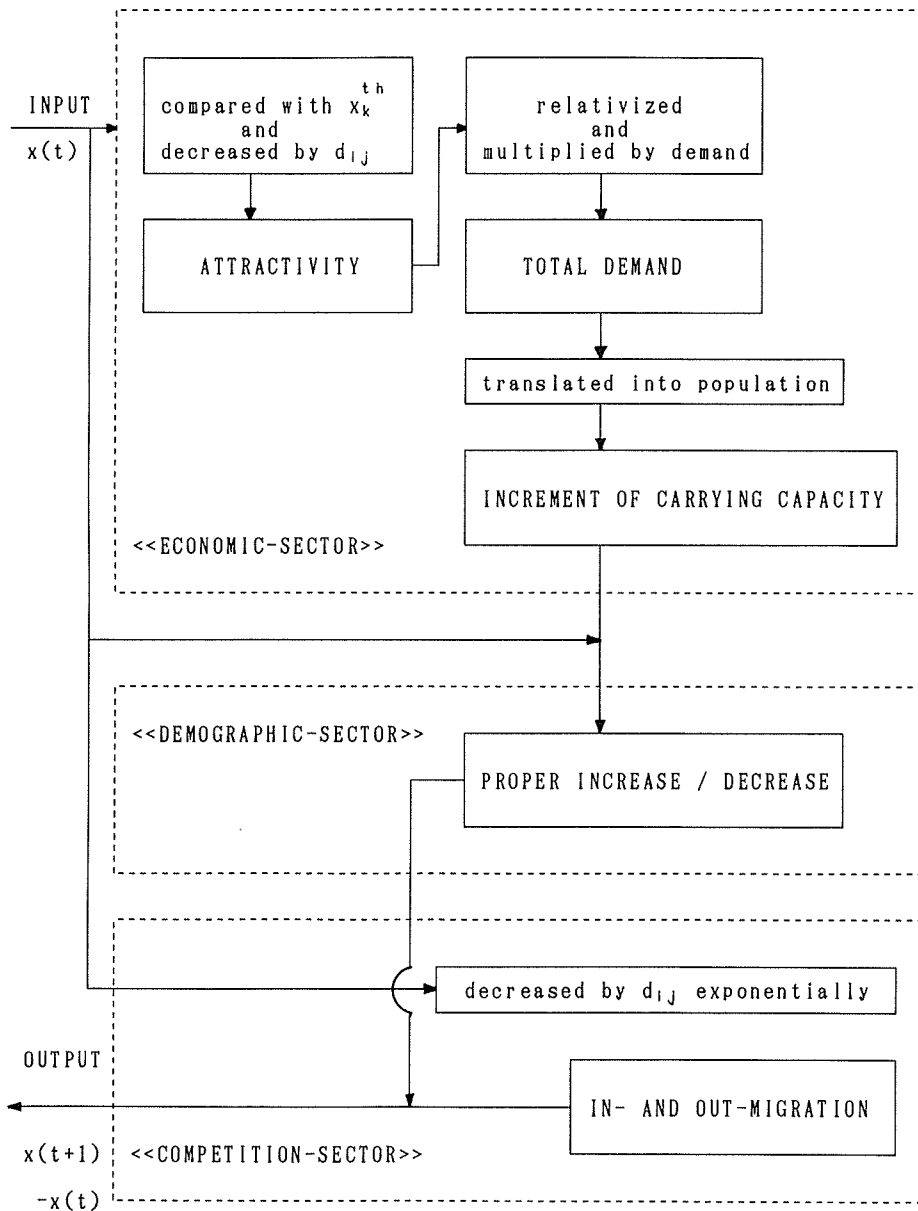 INPUT
x(t)
compared with x_k^th
and
decreased by d_ij
relativized
and
multiplied by demand
ATTRACTIVITY
TOTAL DEMAND
translated into population
INCREMENT OF CARRYING CAPACITY
<<ECONOMIC-SECTOR>>
<<DEMOGRAPHIC-SECTOR>>
PROPER INCREASE / DECREASE
decreased by d_ij exponentially
OUTPUT
IN- AND OUT-MIGRATION
x(t+1)
-x(t)
<<COMPETITION-SECTOR>>